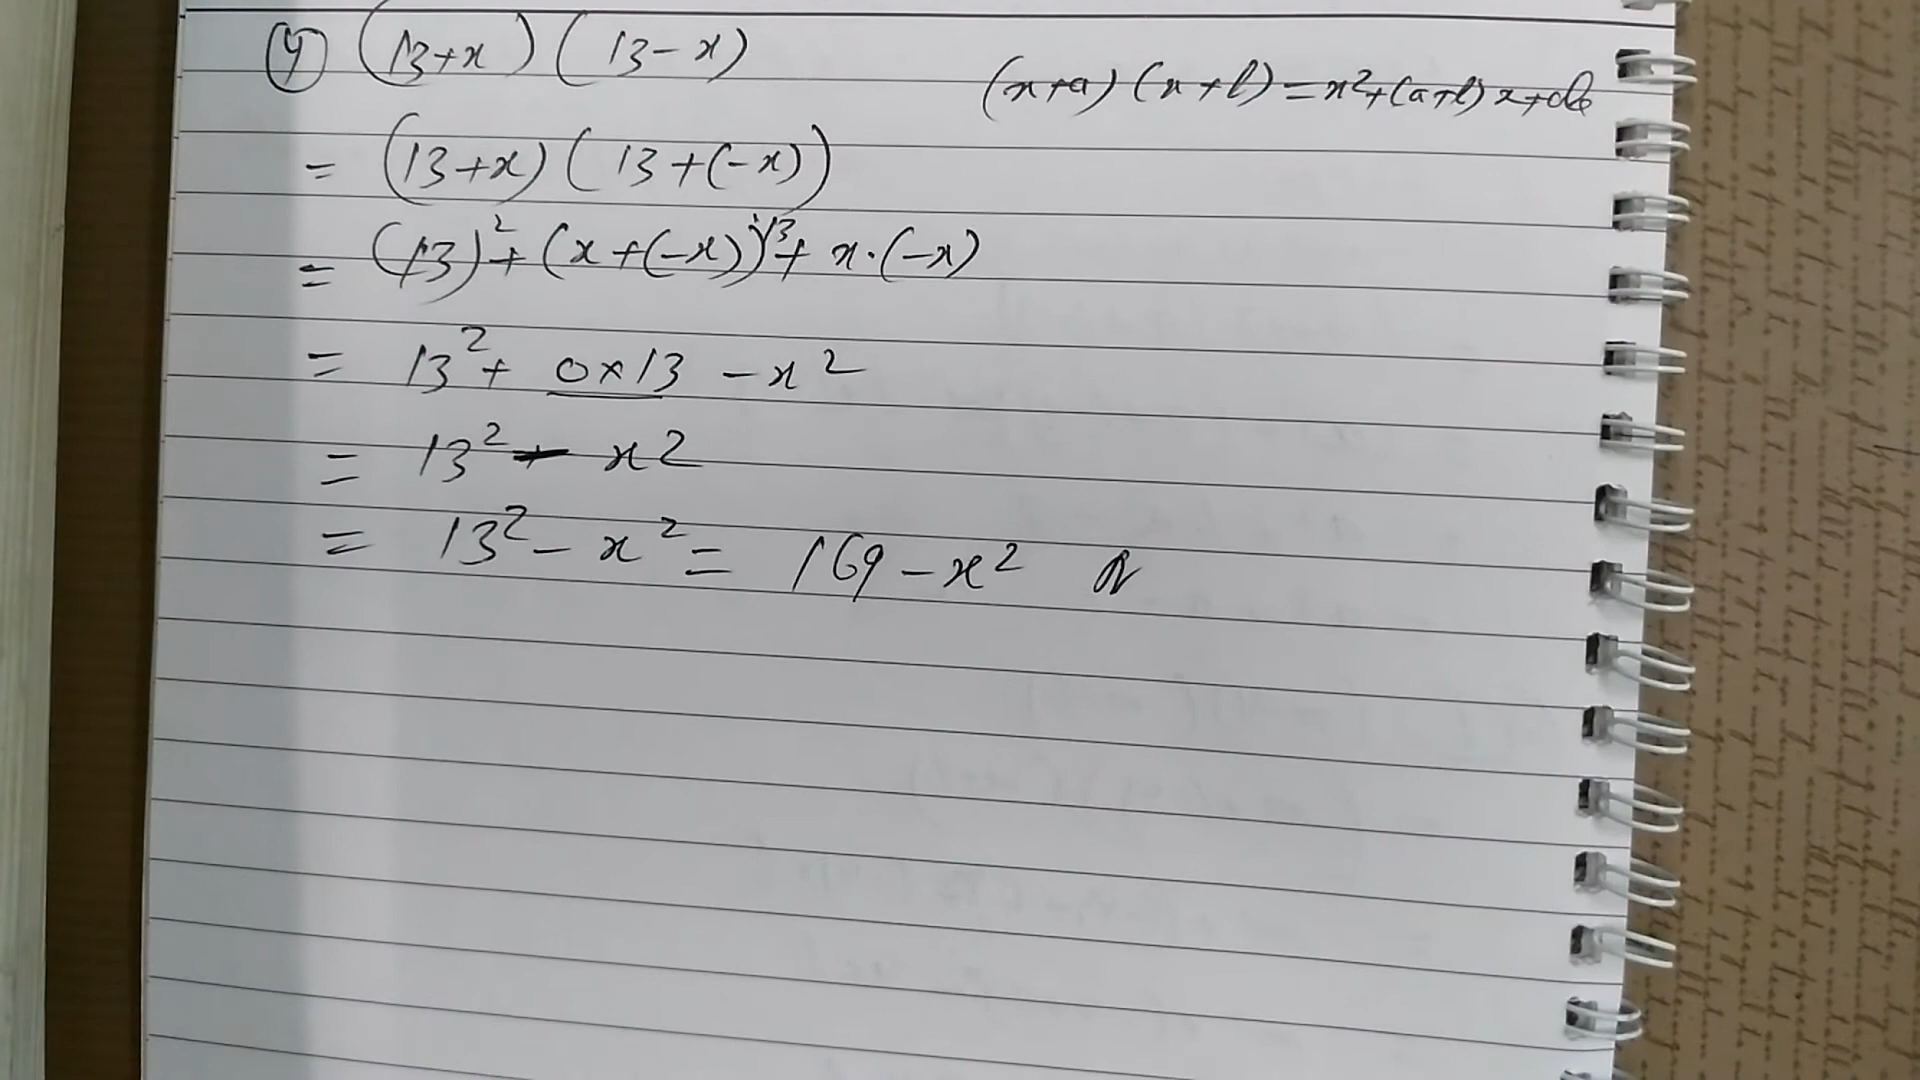 ④ (13+x) (13-x)
(x+a) (x+b) = x²+(a+b) x+ab
= (13+x) (13+(-x))
= (13)² + (x+(-x))13 + x·(-x)
= 13² + 0×13 - x²
= 13² - x²
= 13² - x² = 169 - x²